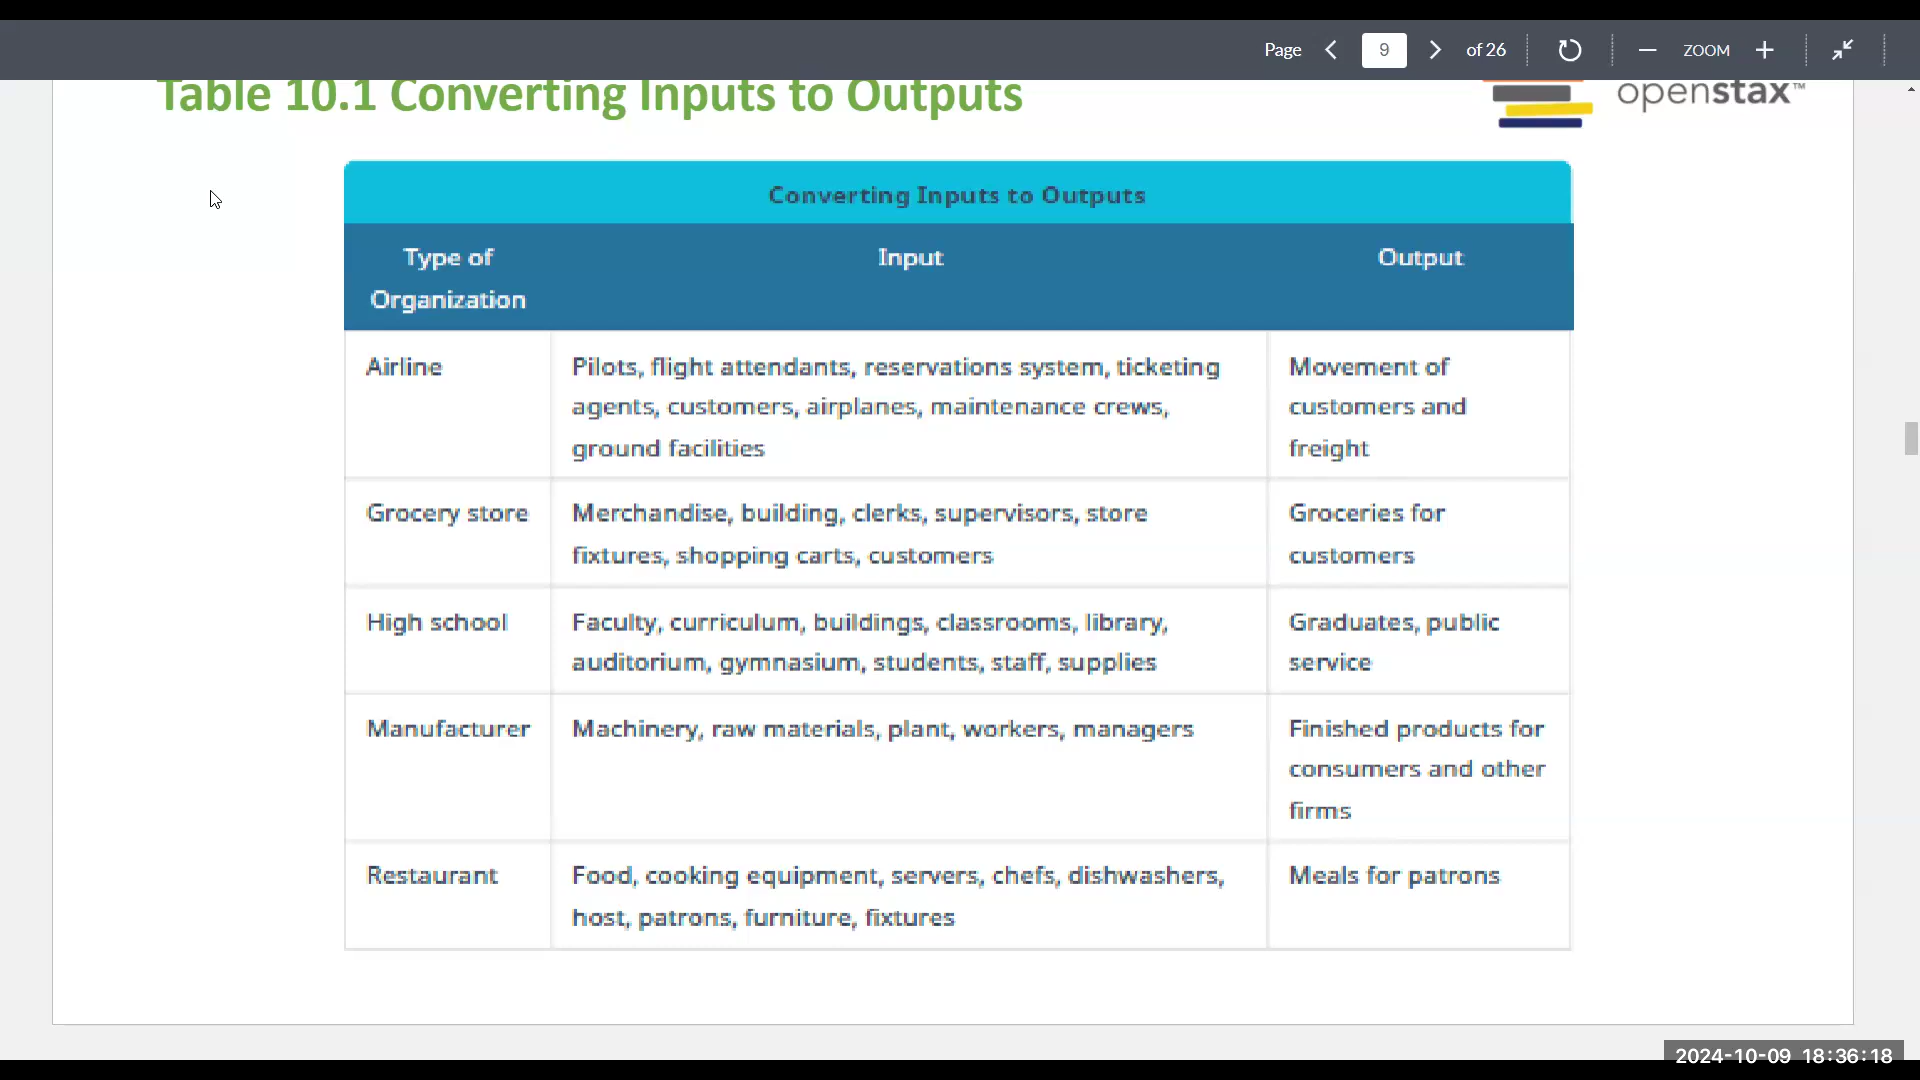 Page 9 of 26 ZOOM
Table 10.1 Converting Inputs to Outputs
openstax™
Converting Inputs to Outputs
Type of Organization
Input
Output
Airline
Pilots, flight attendants, reservations system, ticketing
agents, customers, airplanes, maintenance crews,
ground facilities
Movement of
customers and
freight
Grocery store
Merchandise, building, clerks, supervisors, store
fixtures, shopping carts, customers
Groceries for
customers
High school
Faculty, curriculum, buildings, classrooms, library,
auditorium, gymnasium, students, staff, supplies
Graduates, public
service
Manufacturer
Machinery, raw materials, plant, workers, managers
Finished products for
consumers and other
firms
Restaurant
Food, cooking equipment, servers, chefs, dishwashers,
host, patrons, furniture, fixtures
Meals for patrons
2024-10-09 18:36:18